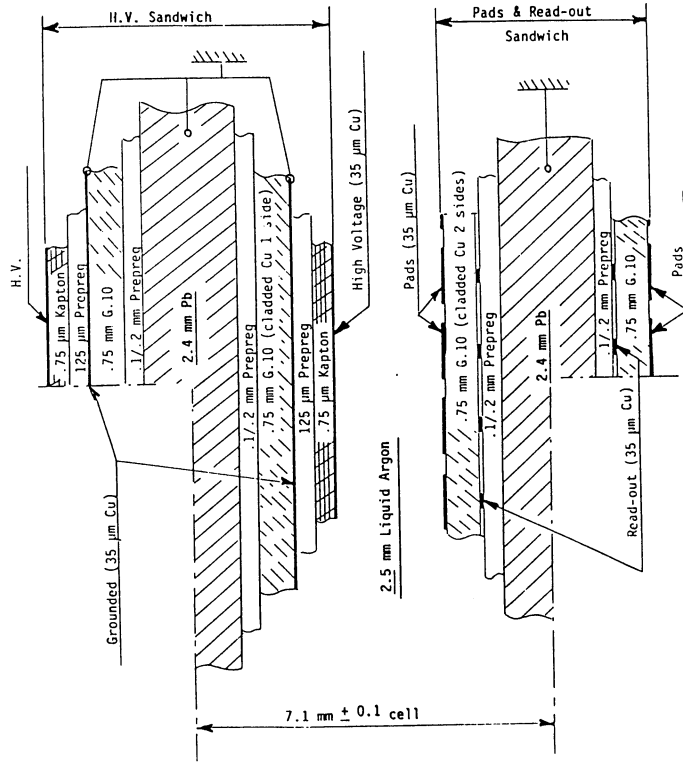 H.V. Sandwich
Pads & Read-out
Sandwich
H.V.
.75 µm Kapton
125 µm Prepreg
.75 mm G.10
.1/.2 mm Prepreg
2.4 mm Pb
.1/.2 mm Prepreg
.75 mm G.10 (cladded Cu 1 side)
125 µm Prepreg
.75 µm Kapton
High Voltage (35 µm Cu)
Grounded (35 µm Cu)
2.5 mm Liquid Argon
Pads (35 µm Cu)
.75 mm G.10 (cladded Cu 2 sides)
.1/.2 mm Prepreg
2.4 mm Pb
.1/.2 mm Prepreg
.75 mm G.10
Read-out (35 µm Cu)
Pads
7.1 mm ± 0.1 cell